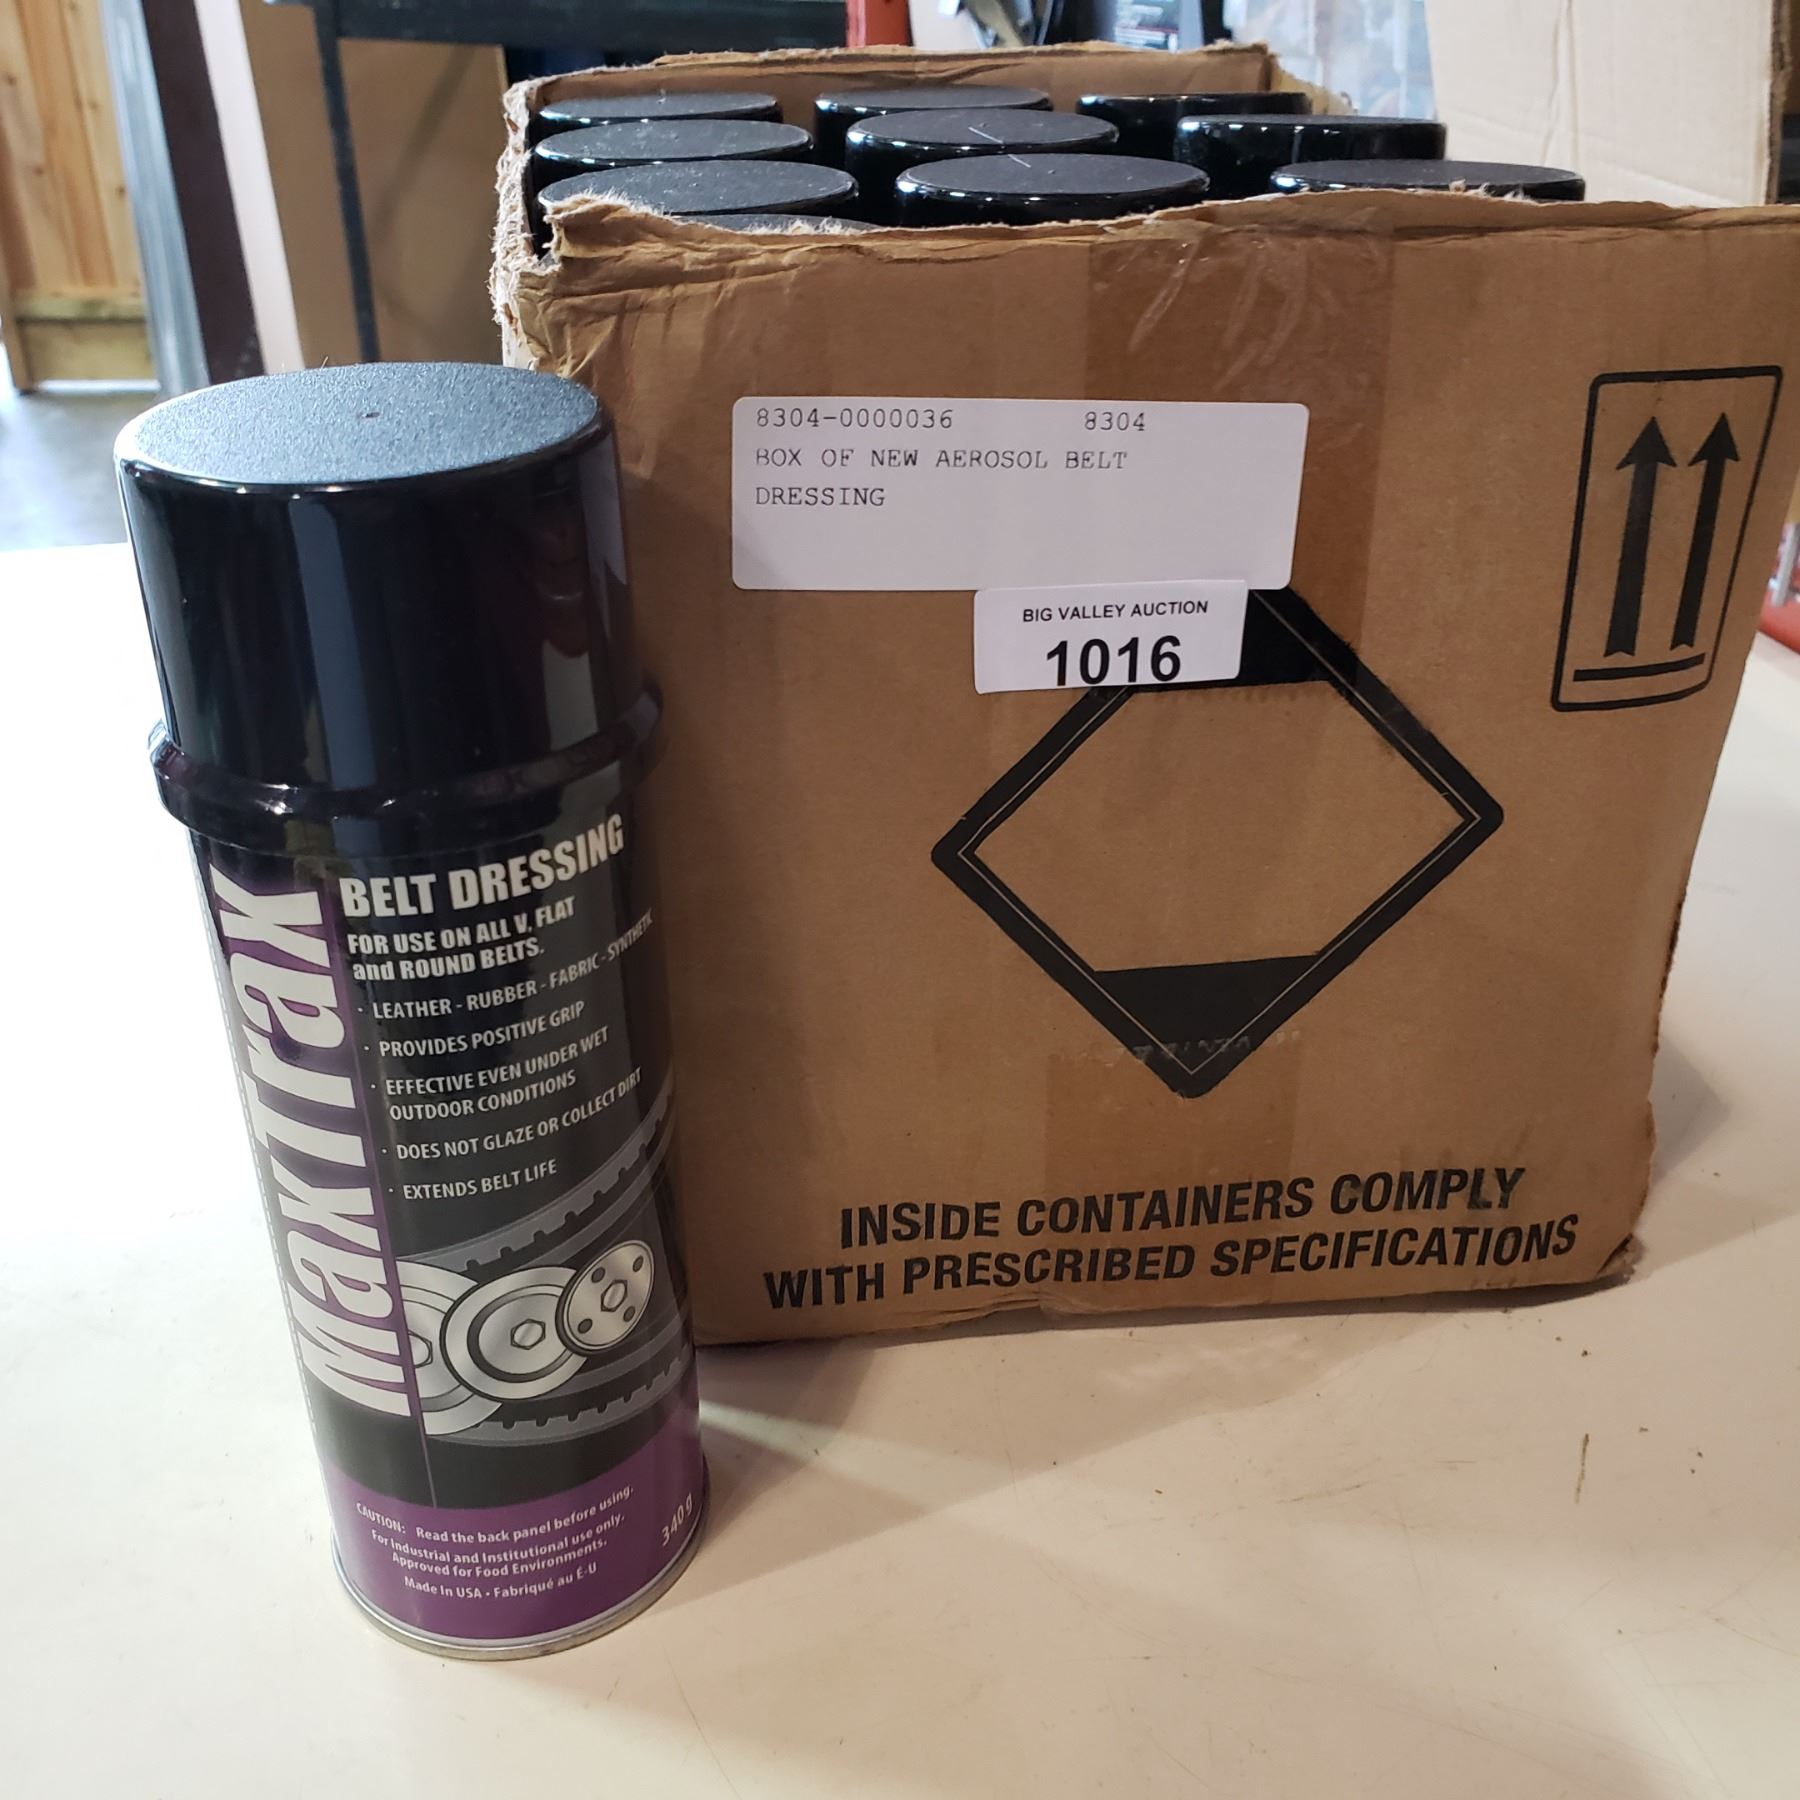 8304-0000036 8304
BOX OF NEW AEROSOL BELT
DRESSING
BIG VALLEY AUCTION
1016
INSIDE CONTAINERS COMPLY
WITH PRESCRIBED SPECIFICATIONS
MaxTrax
BELT DRESSING
FOR USE ON ALL V, FLAT
and ROUND BELTS.
· LEATHER - RUBBER - FABRIC - SYNTHETIC
· PROVIDES POSITIVE GRIP
· EFFECTIVE EVEN UNDER WET
OUTDOOR CONDITIONS
· DOES NOT GLAZE OR COLLECT DIRT
· EXTENDS BELT LIFE
CAUTION: Read the back panel before using.
For Industrial and Institutional use only.
Approved for Food Environments.
Made In USA • Fabriqué au É-U
340 g